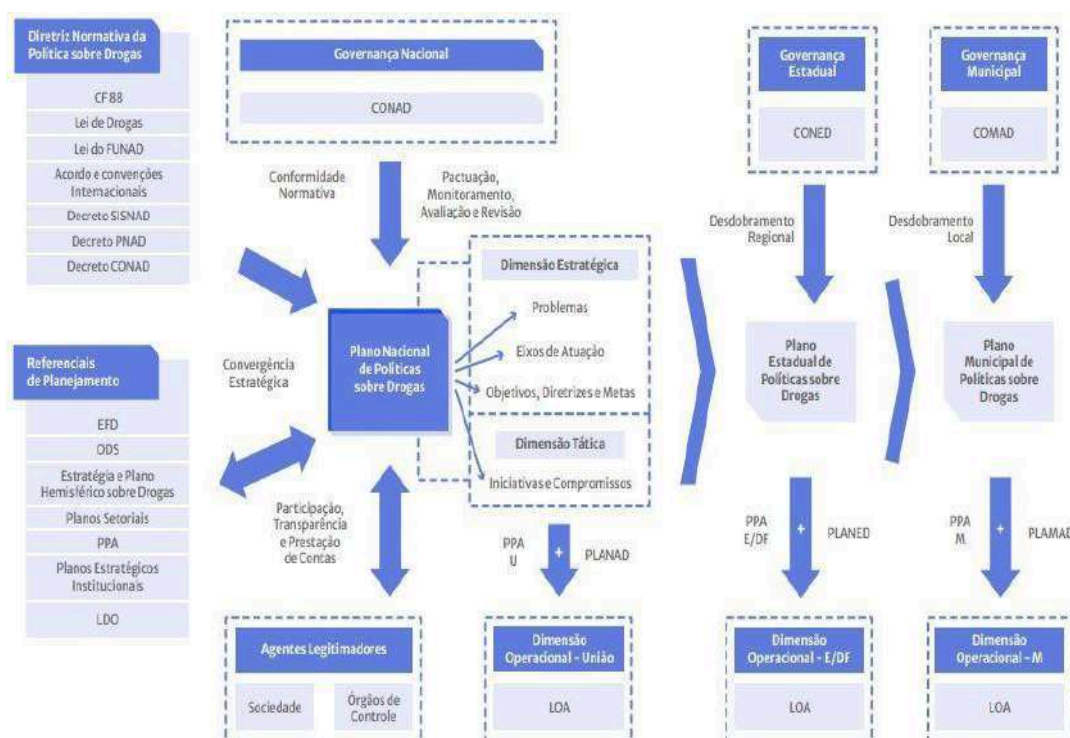 Diretriz Normativa da
Política sobre Drogas
CF 88
Lei de Drogas
Lei do FUNAD
Acordo e convenções
Internacionais
Decreto SISNAD
Decreto PNAD
Decreto CONAD
Referenciais
de Planejamento
EFD
ODS
Estratégia e Plano
Hemisférico sobre Drogas
Planos Setoriais
PPA
Planos Estratégicos
Institucionais
LDO
Governança Nacional
CONAD
Conformidade
Normativa
Pactuação,
Monitoramento,
Avaliação e Revisão
Convergência
Estratégica
Plano Nacional
de Políticas
sobre Drogas
Dimensão Estratégica
Problemas
Eixos de Atuação
Objetivos, Diretrizes e Metas
Dimensão Tática
Iniciativas e Compromissos
Participação,
Transparência
e Prestação
de Contas
PPA
U
+
PLANAD
Agentes Legitimadores
Sociedade
Órgãos de
Controle
Dimensão
Operacional - União
LOA
Governança
Estadual
CONED
Desdobramento
Regional
Plano
Estadual de
Políticas sobre
Drogas
PPA
E/DF
+
PLANED
Dimensão
Operacional - E/DF
LOA
Governança
Municipal
COMAD
Desdobramento
Local
Plano
Municipal de
Políticas sobre
Drogas
PPA
M
+
PLAMAD
Dimensão
Operacional - M
LOA